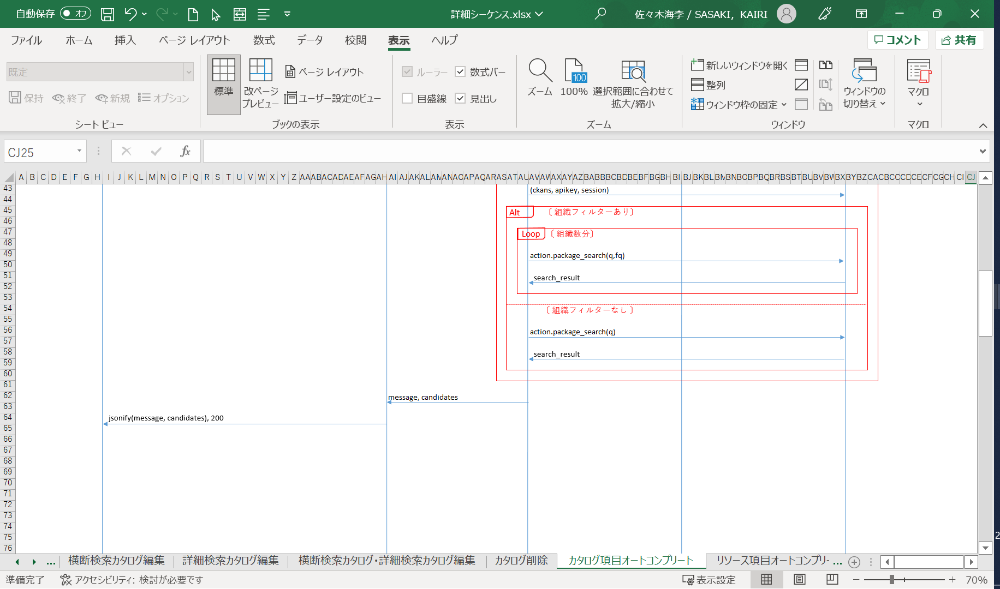 自動保存 オフ 詳細シーケンス.xlsx 佐々木海李 / SASAKI, KAIRI
ファイル ホーム 挿入 ページ レイアウト 数式 データ 校閲 表示 ヘルプ コメント 共有
既定
保持 終了 新規 オプション
シート ビュー
標準
改ページ
プレビュー
ページ レイアウト
ユーザー設定のビュー
ブックの表示
ルーラー 数式バー
目盛線 見出し
表示
ズーム
100
100%
選択範囲に合わせて
拡大/縮小
ズーム
新しいウィンドウを開く
整列
ウィンドウ枠の固定
ウィンドウの
切り替え
ウィンドウ
マクロ
マクロ
CJ25 fx
A B C D E F G H I J K L M N O P Q R S T U V W X Y Z AA AB AC AD AE AF AG AH AI AJ AK AL AM AN AO AP AQ AR AS AT AU AV AW AX AY AZ BA BB BC BD BE BF BG BH BI BJ BK BL BM BN BO BP BQ BR BS BT BU BV BW BX BY BZ CA CB CC CD CE CF CG CH CI CJ
43
44
45
46
47
48
49
50
51
52
53
54
55
56
57
58
59
60
61
62
63
64
65
66
67
68
69
70
71
72
73
74
75
76
(ckans, apikey, session)
Alt 〔 組織フィルターあり〕
Loop 〔 組織数分〕
action.package_search(q,fq)
search_result
〔 組織フィルターなし 〕
action.package_search(q)
search_result
message, candidates
jsonify(message, candidates), 200
... 横断検索カタログ編集 詳細検索カタログ編集 横断検索カタログ・詳細検索カタログ編集 カタログ削除 カタログ項目オートコンプリート リソース項目オートコンプリ ...
準備完了 アクセシビリティ: 検討が必要です 表示設定 70%
2